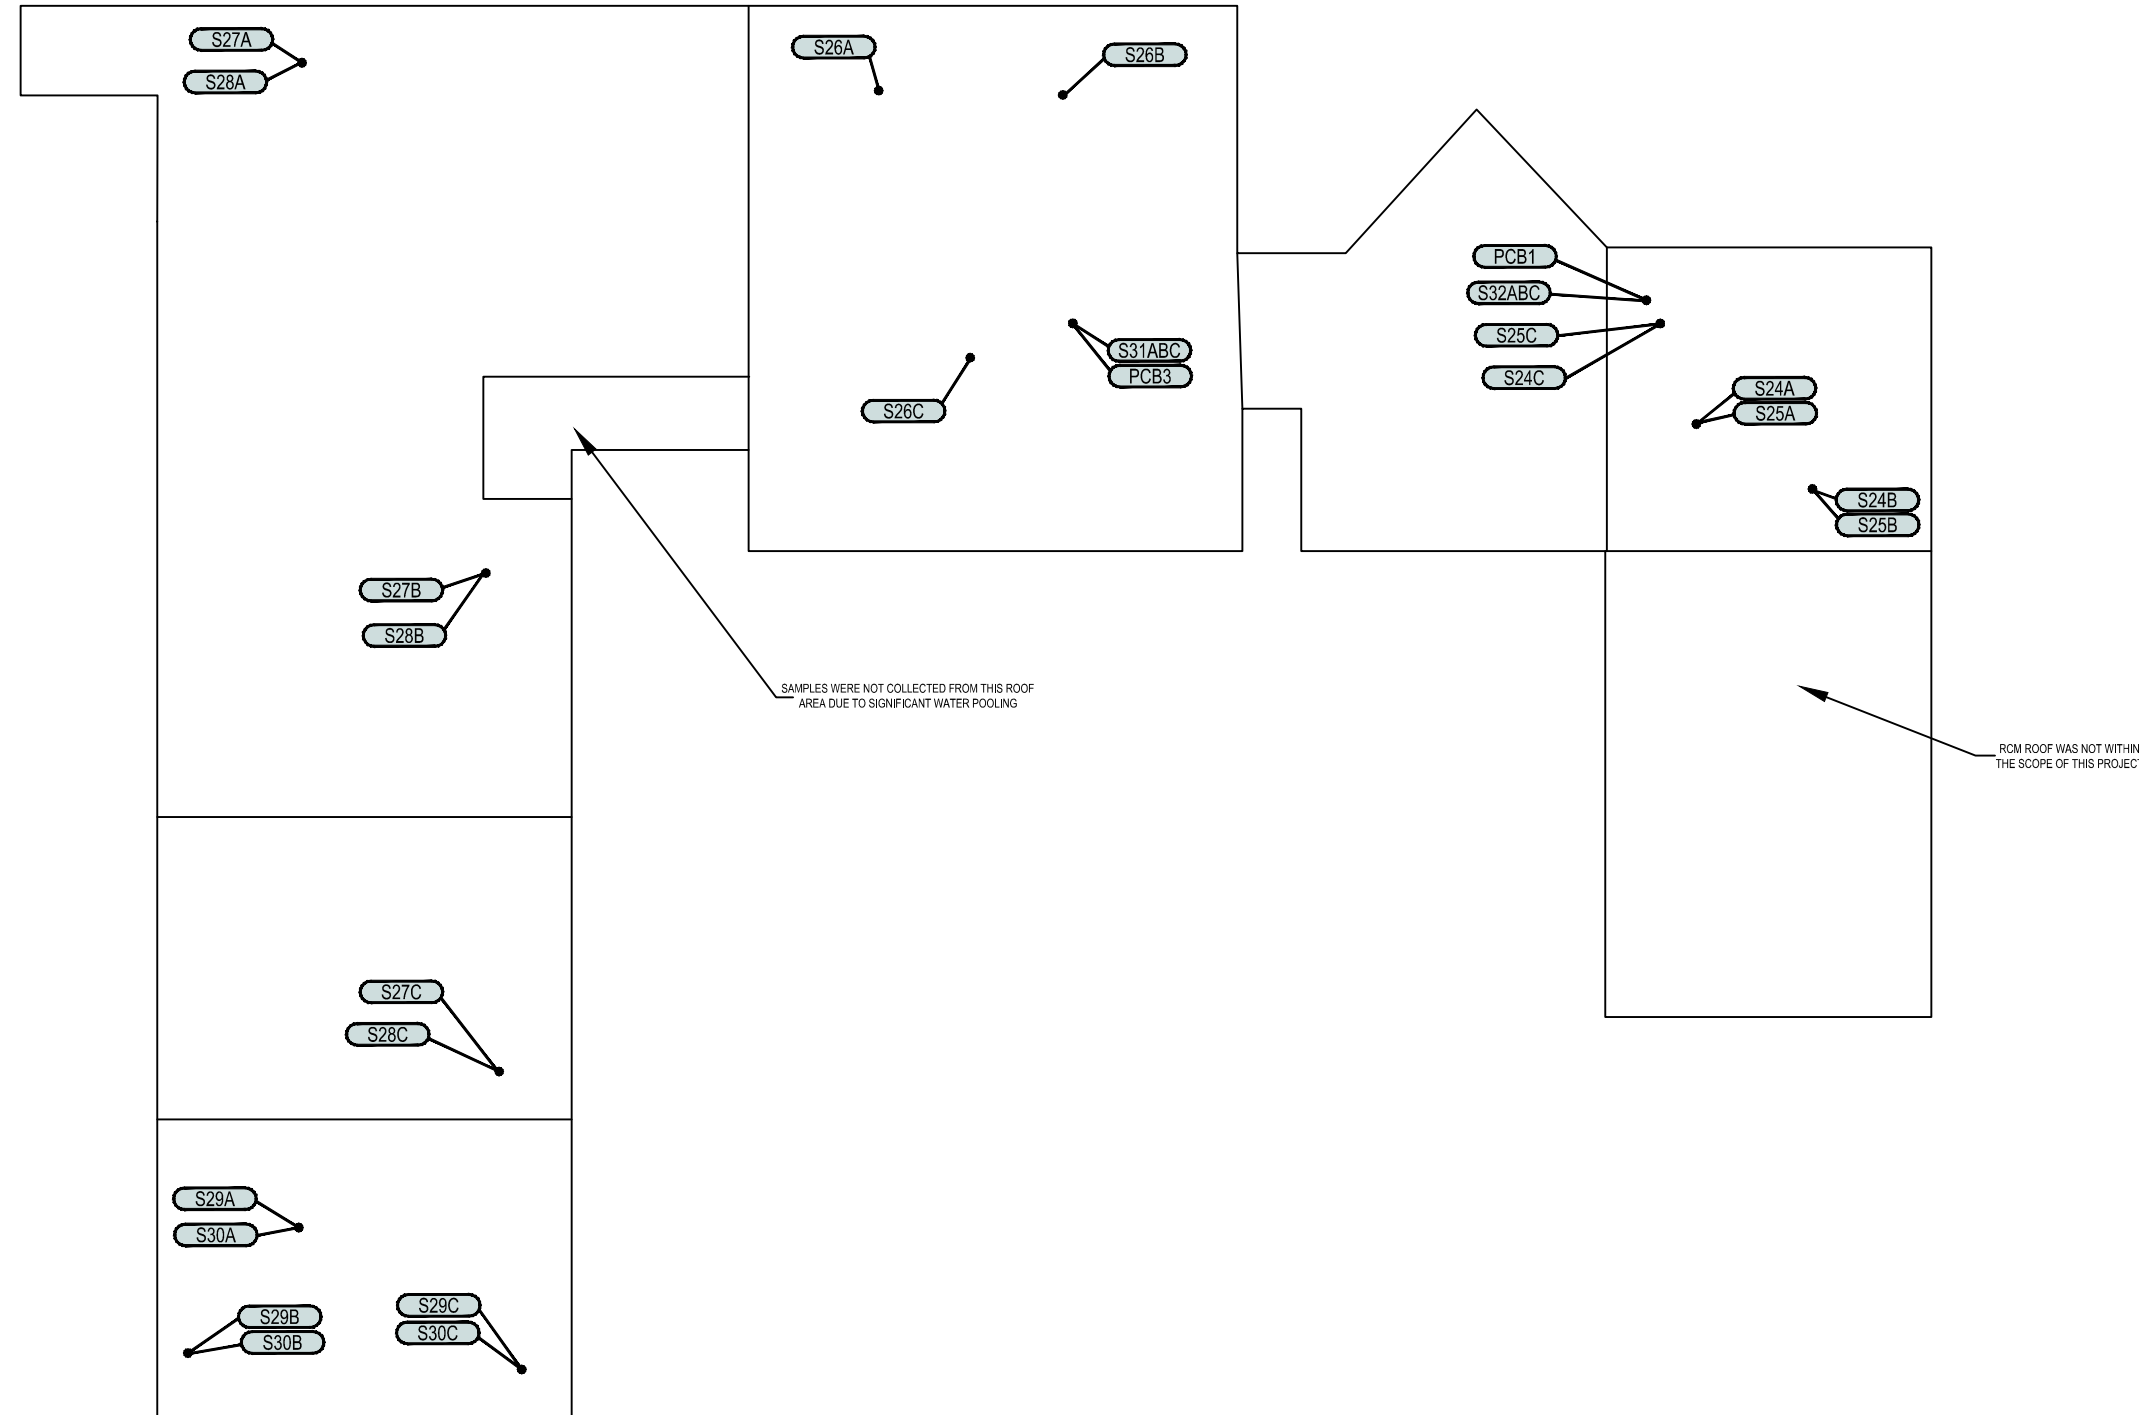 S27A
S28A
S26A
S26B
PCB1
S32ABC
S25C
S24C
S31ABC
PCB3
S26C
S24A
S25A
S24B
S25B
S27B
S28B
SAMPLES WERE NOT COLLECTED FROM THIS ROOF
AREA DUE TO SIGNIFICANT WATER POOLING
RCM ROOF WAS NOT WITHIN
THE SCOPE OF THIS PROJECT
S27C
S28C
S29A
S30A
S29B
S30B
S29C
S30C